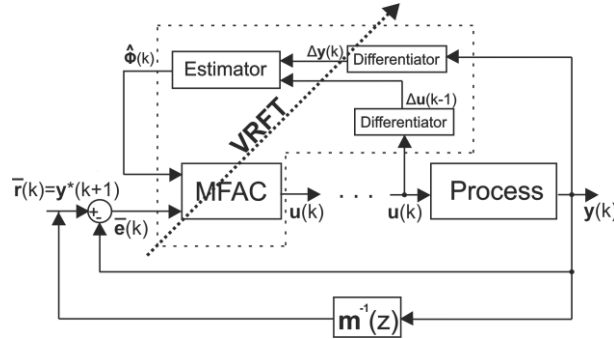 Φ̂(k)
Estimator
Δy(k)
Differentiator
Δu(k-1)
Differentiator
VRFT
r̅(k)=y*(k+1)
+
-
e̅(k)
MFAC
u(k)
. . .
u(k)
Process
y(k)
m⁻¹(z)